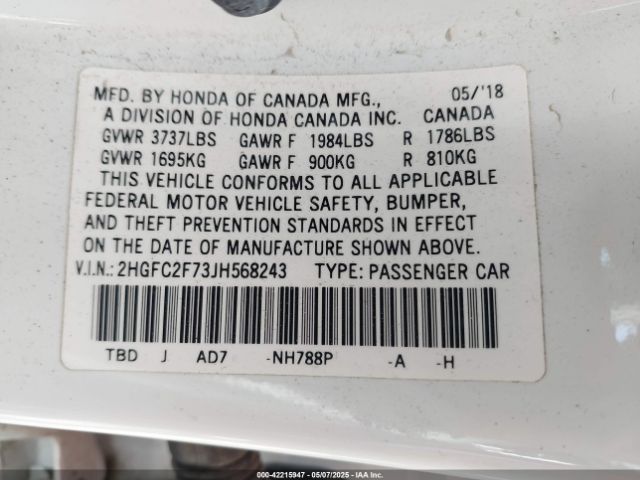 MFD. BY HONDA OF CANADA MFG., 05/'18
A DIVISION OF HONDA CANADA INC. CANADA
GVWR 3737LBS GAWR F 1984LBS R 1786LBS
GVWR 1695KG GAWR F 900KG R 810KG
THIS VEHICLE CONFORMS TO ALL APPLICABLE
FEDERAL MOTOR VEHICLE SAFETY, BUMPER,
AND THEFT PREVENTION STANDARDS IN EFFECT
ON THE DATE OF MANUFACTURE SHOWN ABOVE.
V.I.N.: 2HGFC2F73JH568243 TYPE: PASSENGER CAR
TBD J AD7 -NH788P -A -H
000-42215947 - 05/07/2025 - IAA Inc.